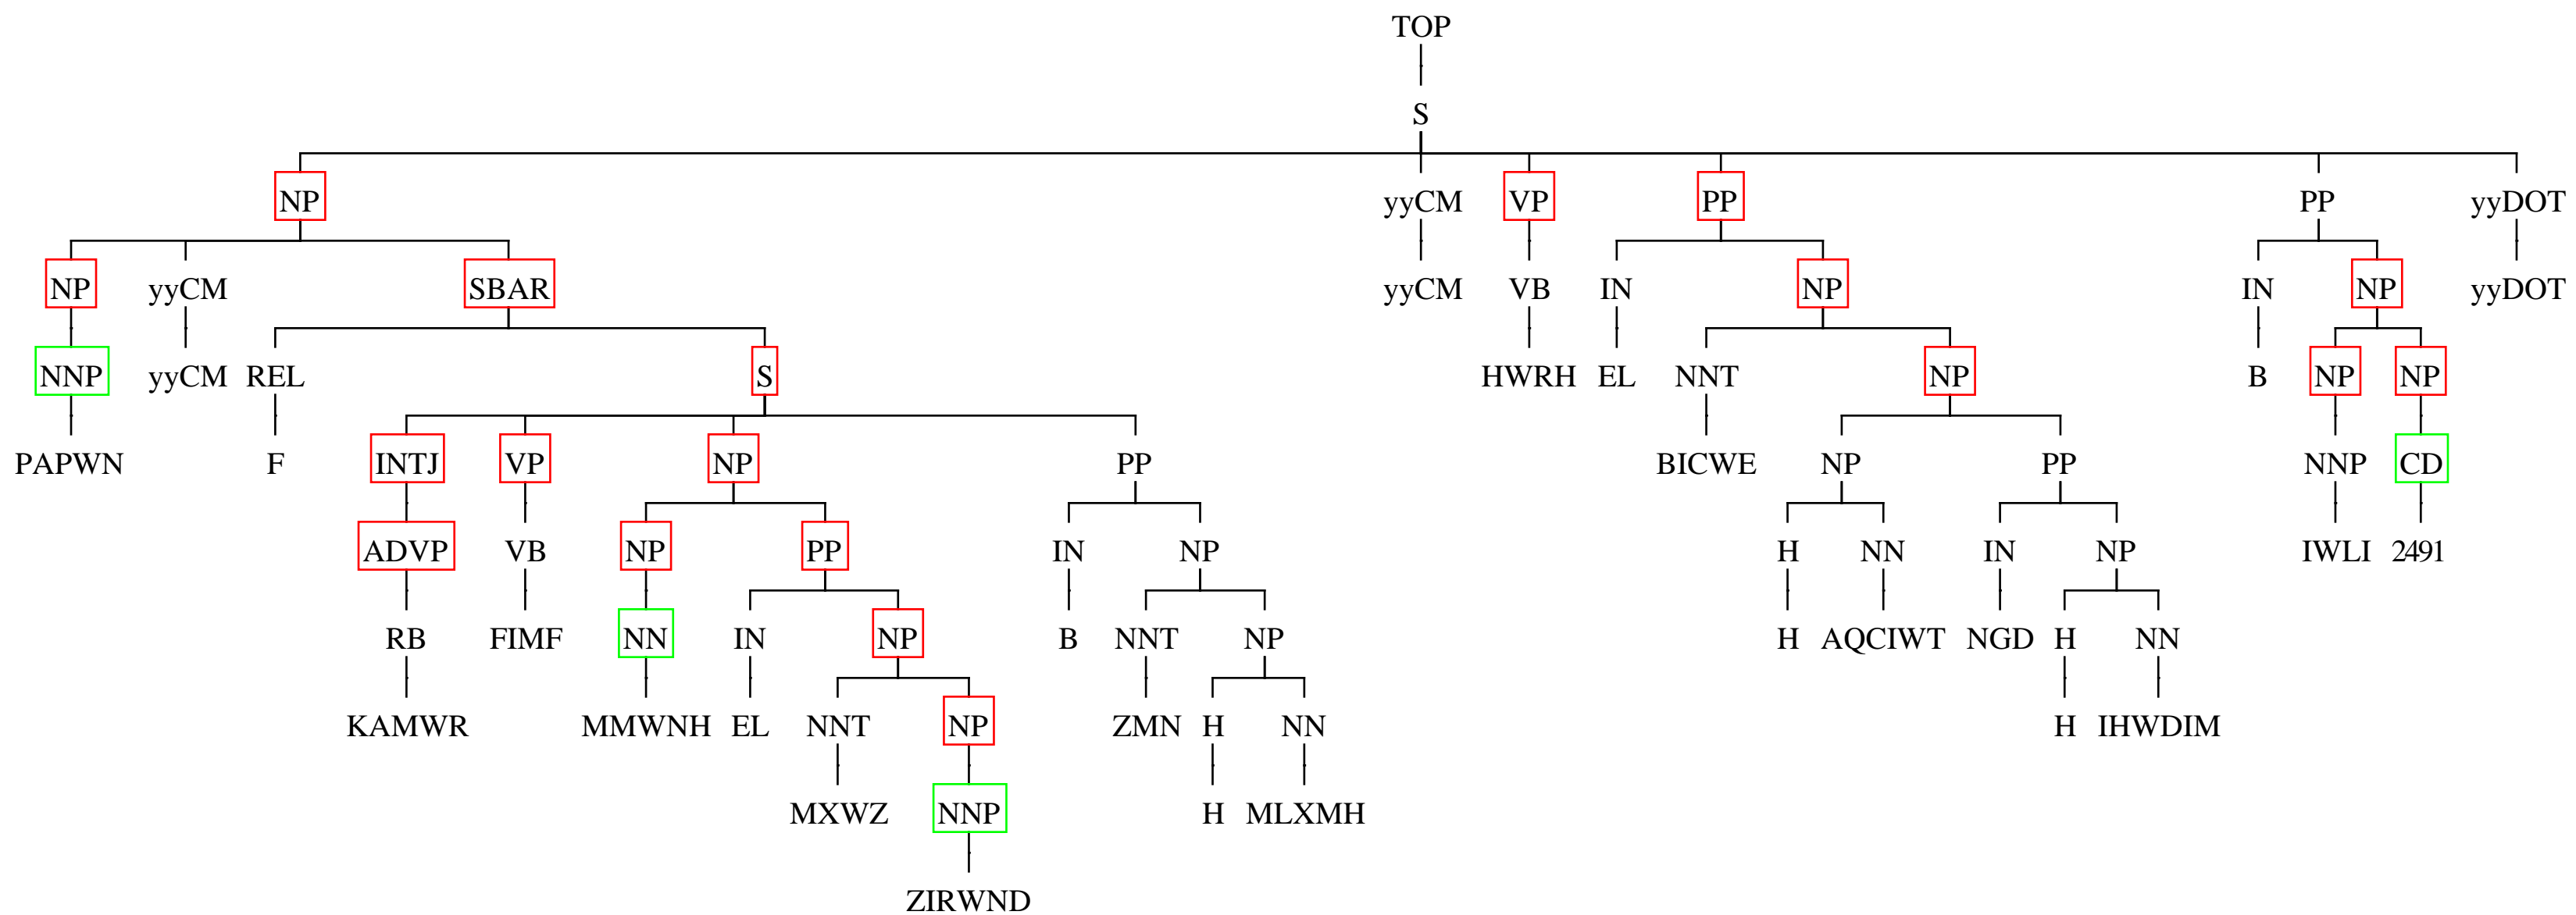 TOP
S
NP yyCM VP PP PP yyDOT
NP yyCM SBAR yyCM VB IN NP IN NP yyDOT
NNP yyCM REL S HWRH EL NNT NP B NP NP
PAPWN F INTJ VP NP PP BICWE NP PP NNP CD
ADVP VB NP PP IN NP H NN IN NP IWLI 2491
RB FIMF NN IN NP B NNT NP H AQCIWT NGD H NN
KAMWR MMWNH EL NNT NP ZMN H NN H IHWDIM
MXWZ NNP H MLXMH
ZIRWND